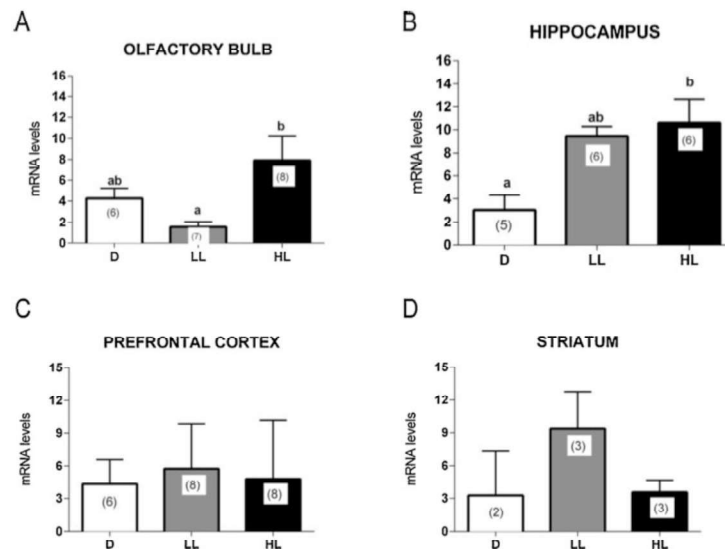 A
OLFACTORY BULB
mRNA levels
16
14
12
10
8
6
4
2
0
ab
a
b
(6)
(7)
(8)
D LL HL
B
HIPPOCAMPUS
mRNA levels
16
14
12
10
8
6
4
2
0
a
ab
b
(5)
(6)
(6)
D LL HL
C
PREFRONTAL CORTEX
mRNA levels
15
12
9
6
3
0
(6)
(8)
(8)
D LL HL
D
STRIATUM
mRNA levels
15
12
9
6
3
0
(2)
(3)
(3)
D LL HL